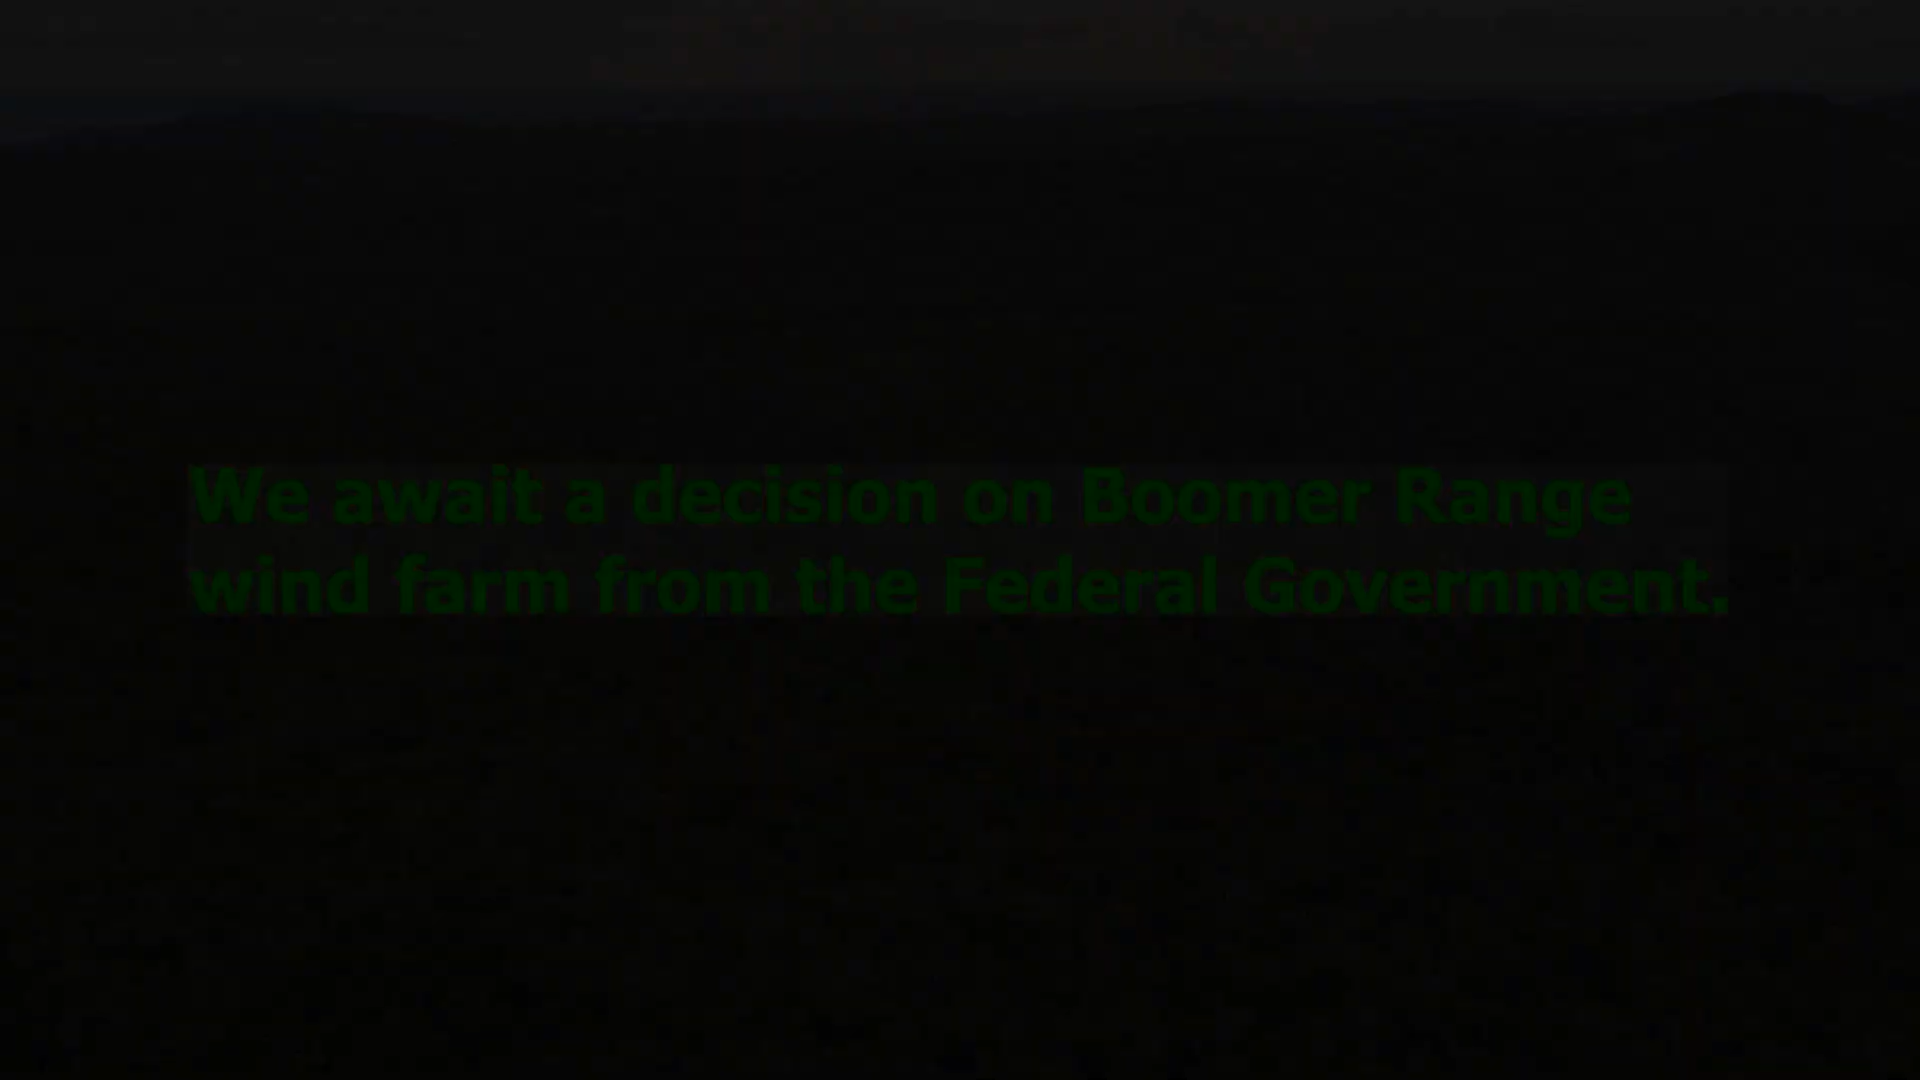 We await a decision on Boomer Range
wind farm from the Federal Government.